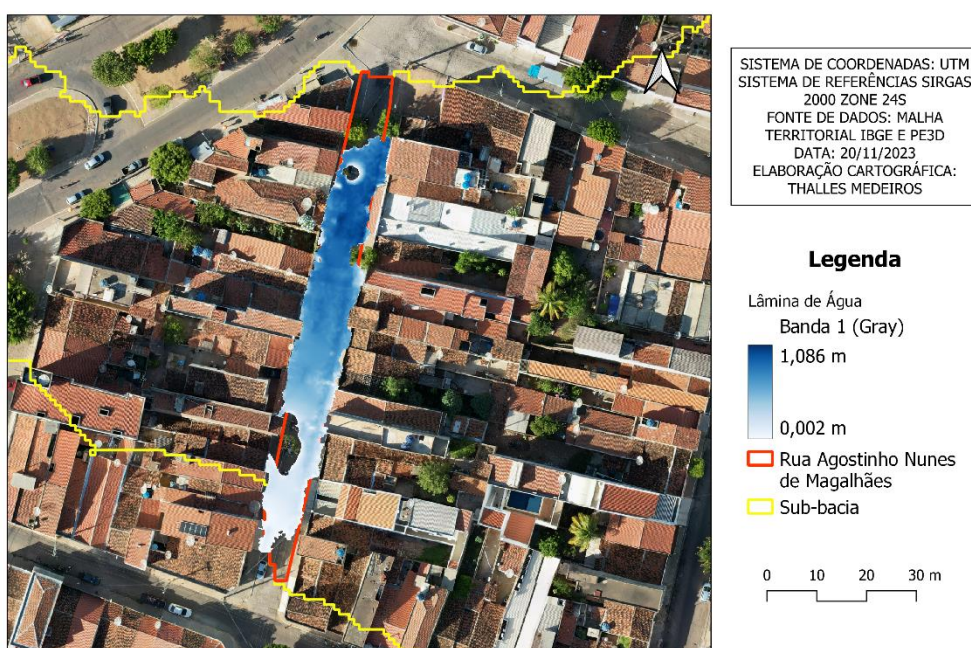 SISTEMA DE COORDENADAS: UTM
SISTEMA DE REFERÊNCIAS SIRGAS
2000 ZONE 24S
FONTE DE DADOS: MALHA
TERRITORIAL IBGE E PE3D
DATA: 20/11/2023
ELABORAÇÃO CARTOGRÁFICA:
THALLES MEDEIROS
Legenda
Lâmina de Água
Banda 1 (Gray)
1,086 m
0,002 m
Rua Agostinho Nunes
de Magalhães
Sub-bacia
0 10 20 30 m